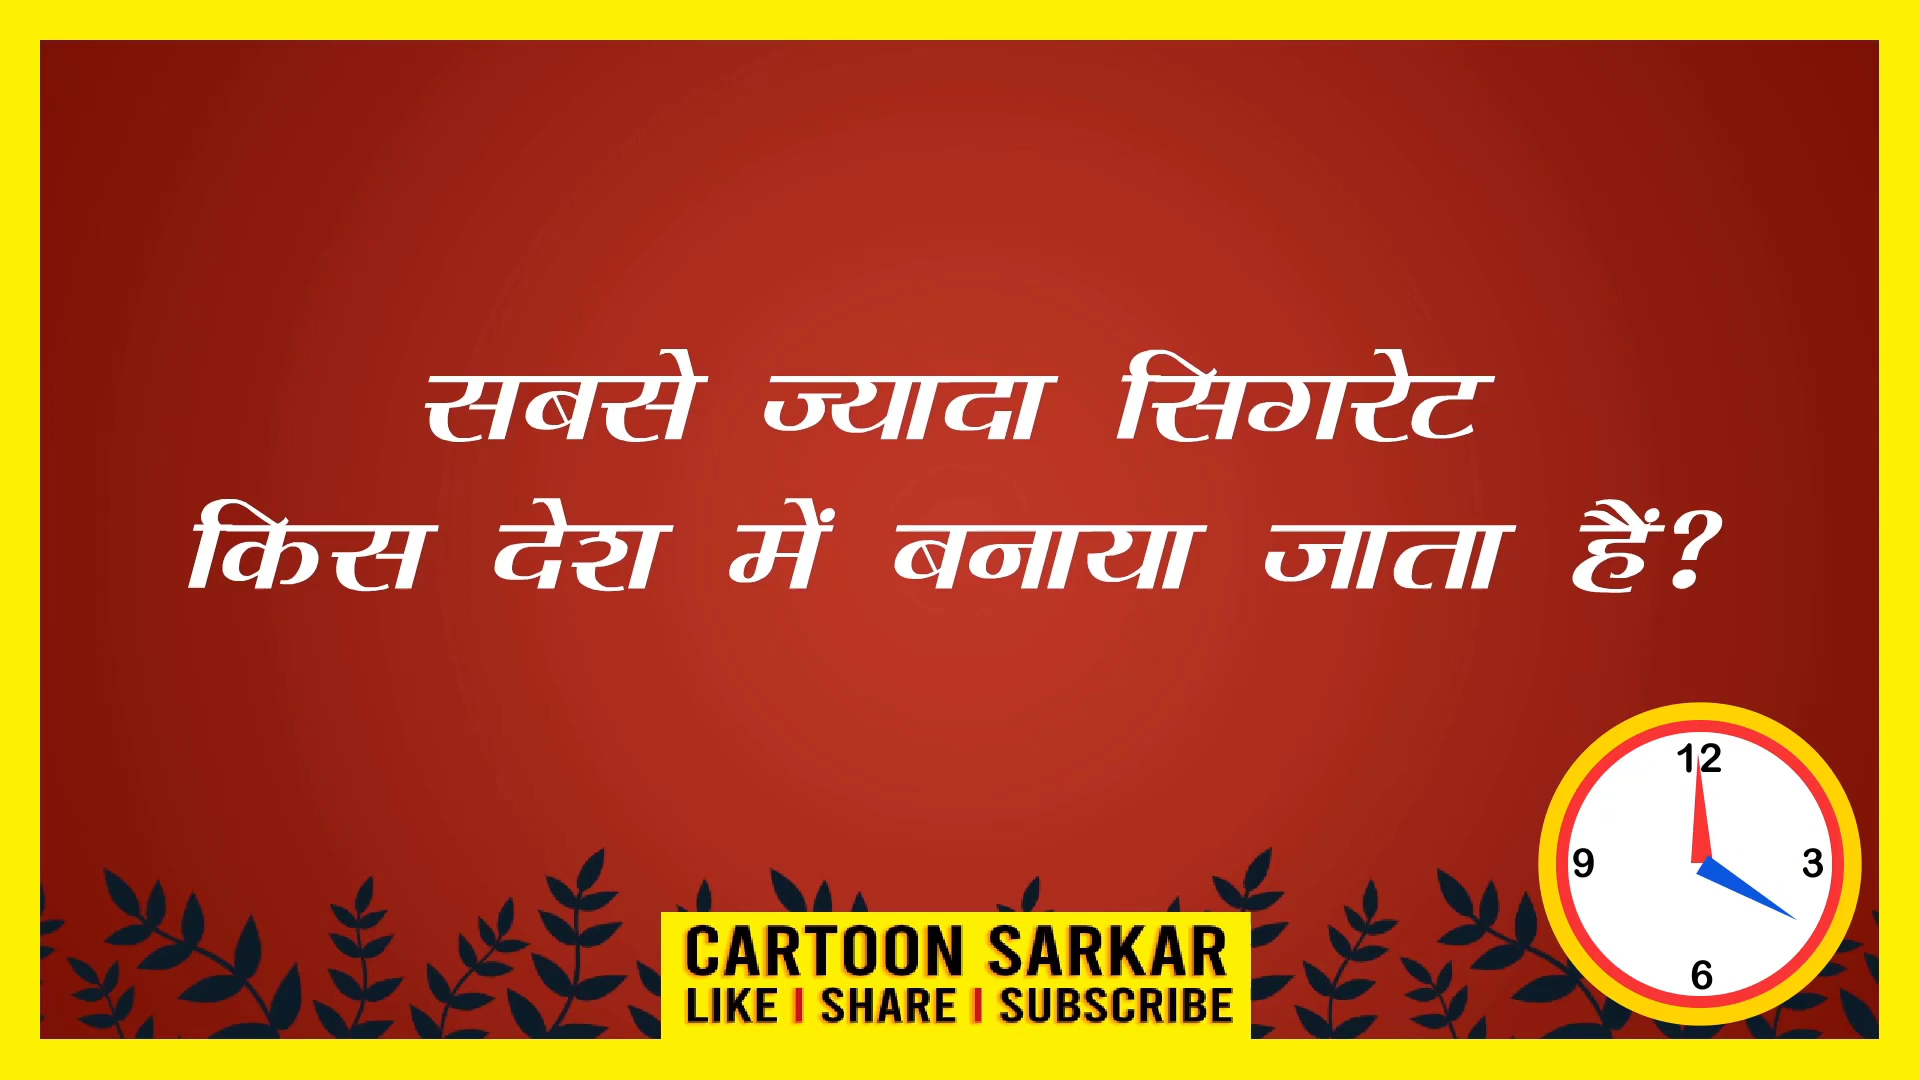 सबसे ज्यादा सिगरेट
किस देश में बनाया जाता हैं?
12
9
3
6
CARTOON SARKAR
LIKE | SHARE | SUBSCRIBE